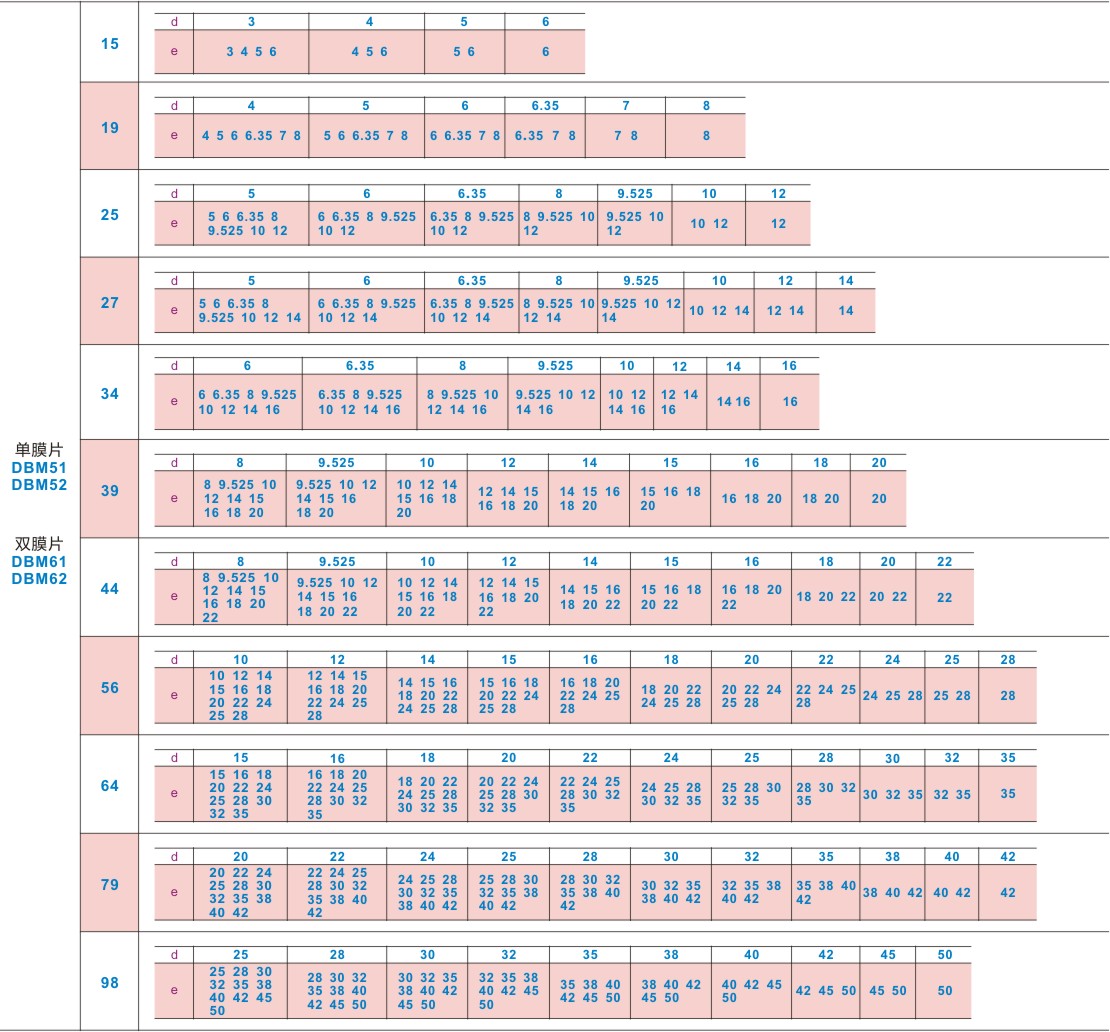 单膜片
DBM51
DBM52
双膜片
DBM61
DBM62
15
d 3 4 5 6
e 3 4 5 6 4 5 6 5 6 6
19
d 4 5 6 6.35 7 8
e 4 5 6 6.35 7 8 5 6 6.35 7 8 6 6.35 7 8 6.35 7 8 7 8 8
25
d 5 6 6.35 8 9.525 10 12
5 6 6.35 8 6 6.35 8 9.525 6.35 8 9.525 8 9.525 10 9.525 10
e 10 12 12
9.525 10 12 10 12 10 12 12 12
27
d 5 6 6.35 8 9.525 10 12 14
5 6 6.35 8 6 6.35 8 9.525 6.35 8 9.525 8 9.525 10 9.525 10 12
e 10 12 14 12 14 14
9.525 10 12 14 10 12 14 10 12 14 12 14 14
34
d 6 6.35 8 9.525 10 12 14 16
6 6.35 8 9.525 6.35 8 9.525 8 9.525 10 9.525 10 12 10 12 12 14
e 14 16 16
10 12 14 16 10 12 14 16 12 14 16 14 16 14 16 16
39
d 8 9.525 10 12 14 15 16 18 20
8 9.525 10 9.525 10 12 10 12 14
12 14 15 14 15 16 15 16 18
16 18 20 18 20 20
e 12 14 15 14 15 16 15 16 18 16 18 20 18 20 20
16 18 20 18 20 20
44
d 8 9.525 10 12 14 15 16 18 20 22
8 9.525 10
12 14 15
16 18 20
22
9.525 10 12 10 12 14 12 14 15
14 15 16 15 16 18 16 18 20
18 20 22 20 22 22
e 14 15 16 15 16 18 16 18 20 18 20 22 20 22 22
18 20 22 20 22 22
56
d 10 12 14 15 16 18 20 22 24 25 28
10 12 14 12 14 15
15 16 18 16 18 20
20 22 24 22 24 25
25 28 28
14 15 16 15 16 18 16 18 20
18 20 22 20 22 24 22 24 25
24 25 28 25 28 28
e 18 20 22 20 22 24 22 24 25 24 25 28 25 28 28
24 25 28 25 28 28
64
d 15 16 18 20 22 24 25 28 30 32 35
15 16 18 16 18 20
20 22 24 22 24 25
25 28 30 28 30 32
32 35 35
18 20 22 20 22 24 22 24 25
24 25 28 25 28 30 28 30 32
30 32 35 32 35 35
e 24 25 28 25 28 30 28 30 32 30 32 35 32 35 35
30 32 35 32 35 35
79
d 20 22 24 25 28 30 32 35 38 40 42
20 22 24 22 24 25
25 28 30 28 30 32
32 35 38 35 38 40
40 42 42
24 25 28 25 28 30 28 30 32
30 32 35 32 35 38 35 38 40
38 40 42 40 42 42
e 30 32 35 32 35 38 35 38 40 38 40 42 40 42 42
38 40 42 40 42 42
98
d 25 28 30 32 35 38 40 42 45 50
25 28 30
32 35 38
40 42 45
50
28 30 32 30 32 35 32 35 38
35 38 40 38 40 42 40 42 45
42 45 50 45 50 50
e 35 38 40 38 40 42 40 42 45 42 45 50 45 50 50
42 45 50 45 50 50